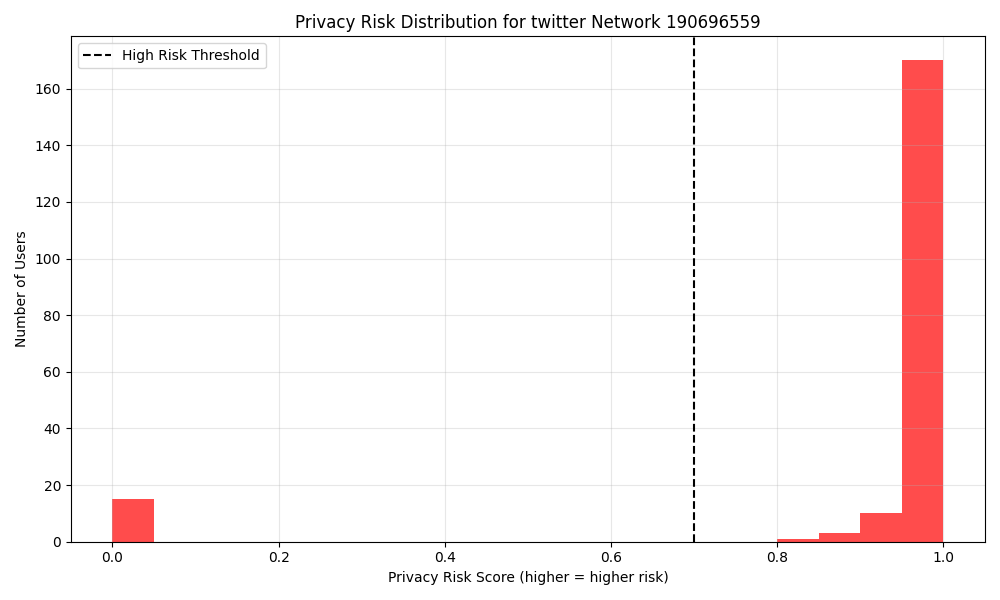 Privacy Risk Distribution for twitter Network 190696559
High Risk Threshold
Number of Users
160
140
120
100
80
60
40
20
0
0.0 0.2 0.4 0.6 0.8 1.0
Privacy Risk Score (higher = higher risk)